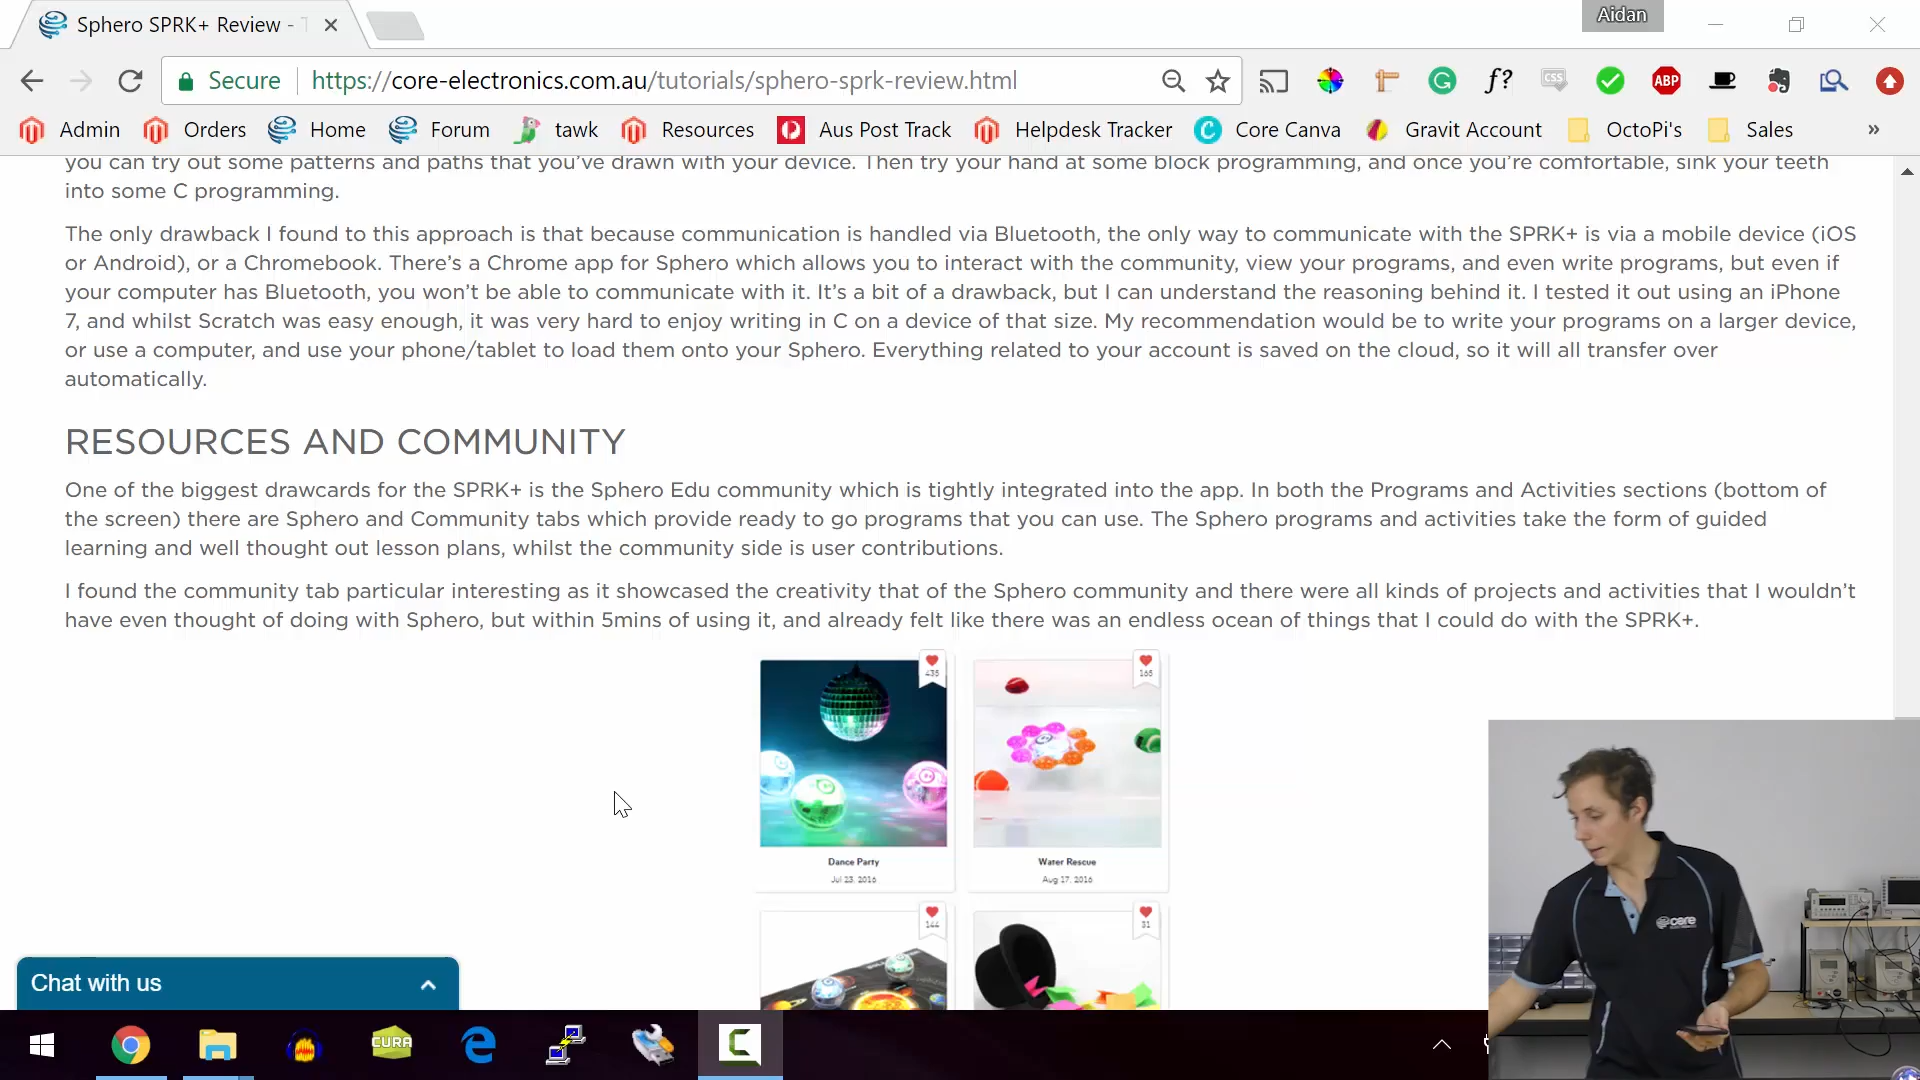 Sphero SPRK+ Review - T
Aidan
Secure
https://core-electronics.com.au/tutorials/sphero-sprk-review.html
f?
CSS
ABP
Admin
Orders
Home
Forum
tawk
Resources
Aus Post Track
Helpdesk Tracker
Core Canva
Gravit Account
OctoPi's
Sales
»
you can try out some patterns and paths that you've drawn with your device. Then try your hand at some block programming, and once you're comfortable, sink your teeth
into some C programming.
The only drawback I found to this approach is that because communication is handled via Bluetooth, the only way to communicate with the SPRK+ is via a mobile device (iOS
or Android), or a Chromebook. There's a Chrome app for Sphero which allows you to interact with the community, view your programs, and even write programs, but even if
your computer has Bluetooth, you won't be able to communicate with it. It's a bit of a drawback, but I can understand the reasoning behind it. I tested it out using an iPhone
7, and whilst Scratch was easy enough, it was very hard to enjoy writing in C on a device of that size. My recommendation would be to write your programs on a larger device,
or use a computer, and use your phone/tablet to load them onto your Sphero. Everything related to your account is saved on the cloud, so it will all transfer over
automatically.
RESOURCES AND COMMUNITY
One of the biggest drawcards for the SPRK+ is the Sphero Edu community which is tightly integrated into the app. In both the Programs and Activities sections (bottom of
the screen) there are Sphero and Community tabs which provide ready to go programs that you can use. The Sphero programs and activities take the form of guided
learning and well thought out lesson plans, whilst the community side is user contributions.
I found the community tab particular interesting as it showcased the creativity that of the Sphero community and there were all kinds of projects and activities that I wouldn't
have even thought of doing with Sphero, but within 5mins of using it, and already felt like there was an endless ocean of things that I could do with the SPRK+.
435
165
Dance Party
Jul 23, 2016
Water Rescue
Aug 17, 2016
144
31
Chat with us
CURA
core